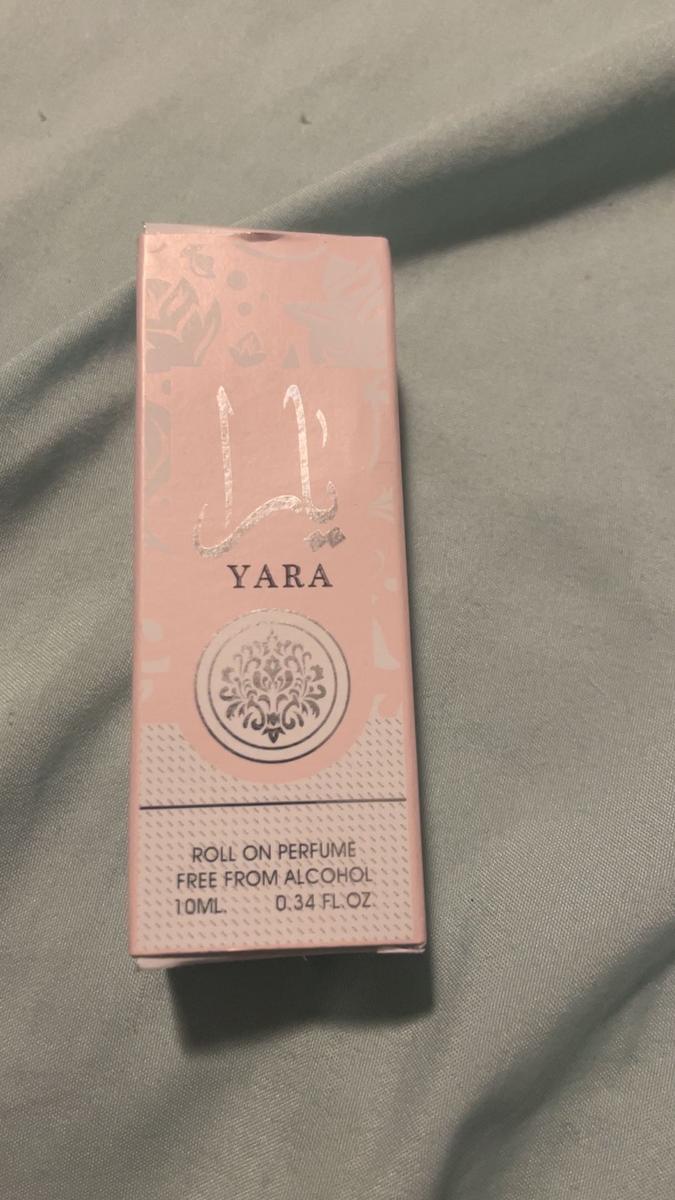 يارا
YARA
ROLL ON PERFUME
FREE FROM ALCOHOL
10ML. 0.34 FL.OZ.